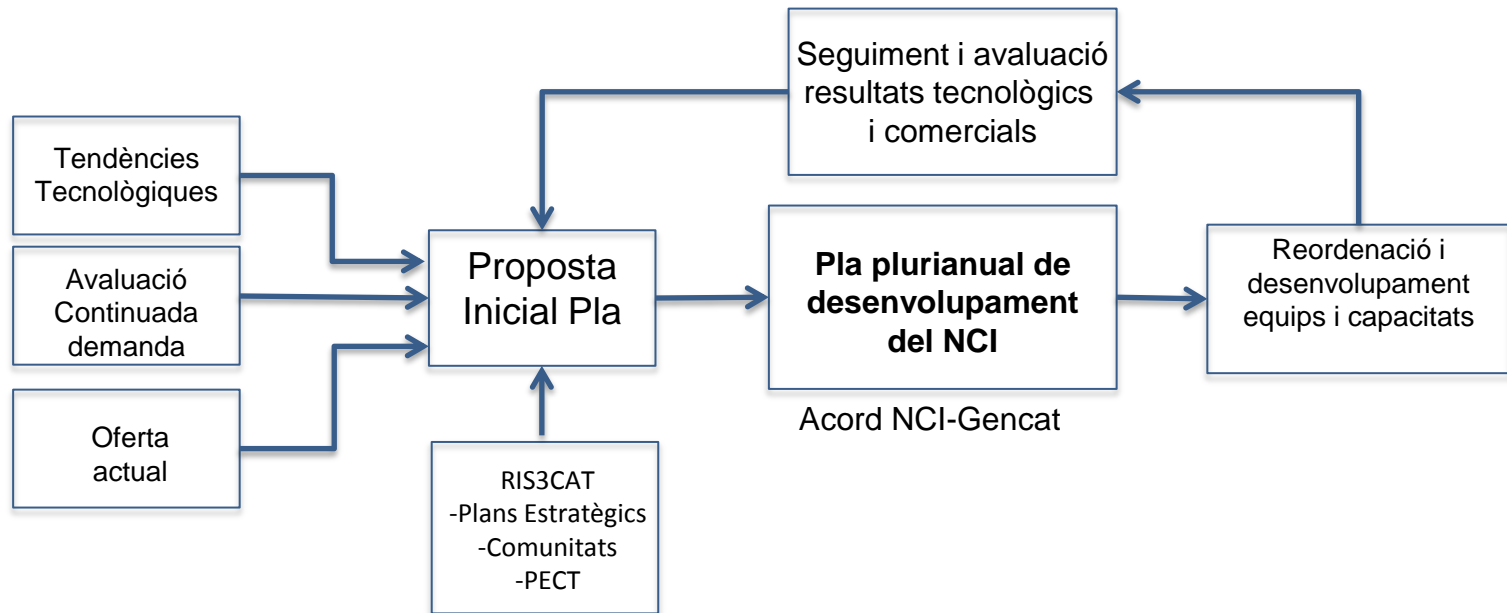 Seguiment i avaluació
resultats tecnològics
i comercials
Tendències
Tecnològiques
Avaluació
Continuada
demanda
Oferta
actual
Proposta
Inicial Pla
RIS3CAT
-Plans Estratègics
-Comunitats
-PECT
Pla plurianual de
desenvolupament
del NCI
Acord NCI-Gencat
Reordenació i
desenvolupament
equips i capacitats